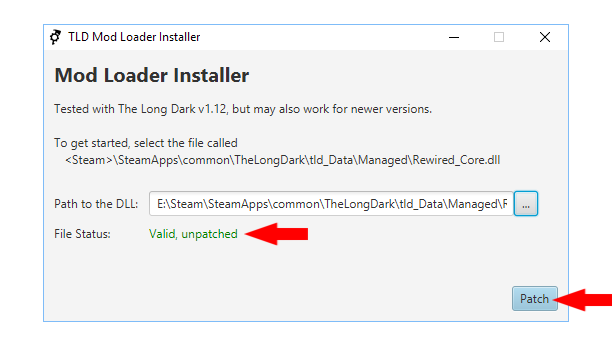 TLD Mod Loader Installer
Mod Loader Installer
Tested with The Long Dark v1.12, but may also work for newer versions.
To get started, select the file called
<Steam>\SteamApps\common\TheLongDark\tld_Data\Managed\Rewired_Core.dll
Path to the DLL: E:\Steam\SteamApps\common\TheLongDark\tld_Data\Managed\R ...
File Status: Valid, unpatched
Patch